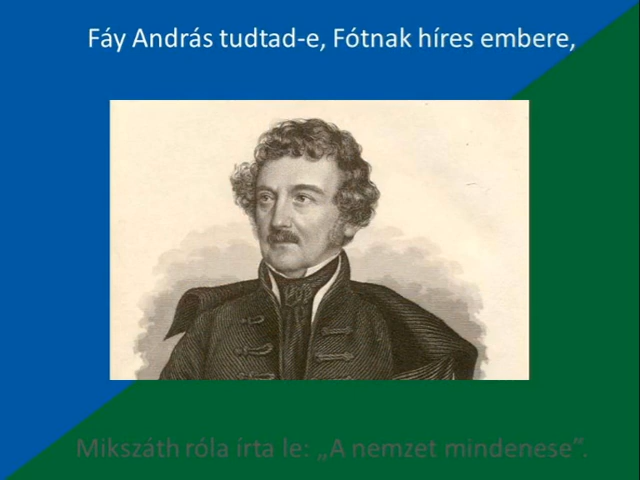 Fáy András tudtad-e, Fótnak híres embere,
Mikszáth róla írta le: „A nemzet mindenese”.